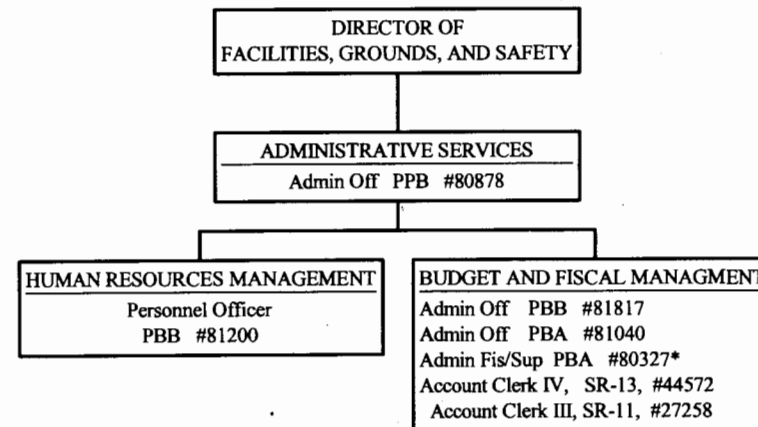 DIRECTOR OF
FACILITIES, GROUNDS, AND SAFETY
ADMINISTRATIVE SERVICES
Admin Off PPB #80878
HUMAN RESOURCES MANAGEMENT
Personnel Officer
PBB #81200
BUDGET AND FISCAL MANAGMENT
Admin Off PBB #81817
Admin Off PBA #81040
Admin Fis/Sup PBA #80327*
Account Clerk IV, SR-13, #44572
Account Clerk III, SR-11, #27258